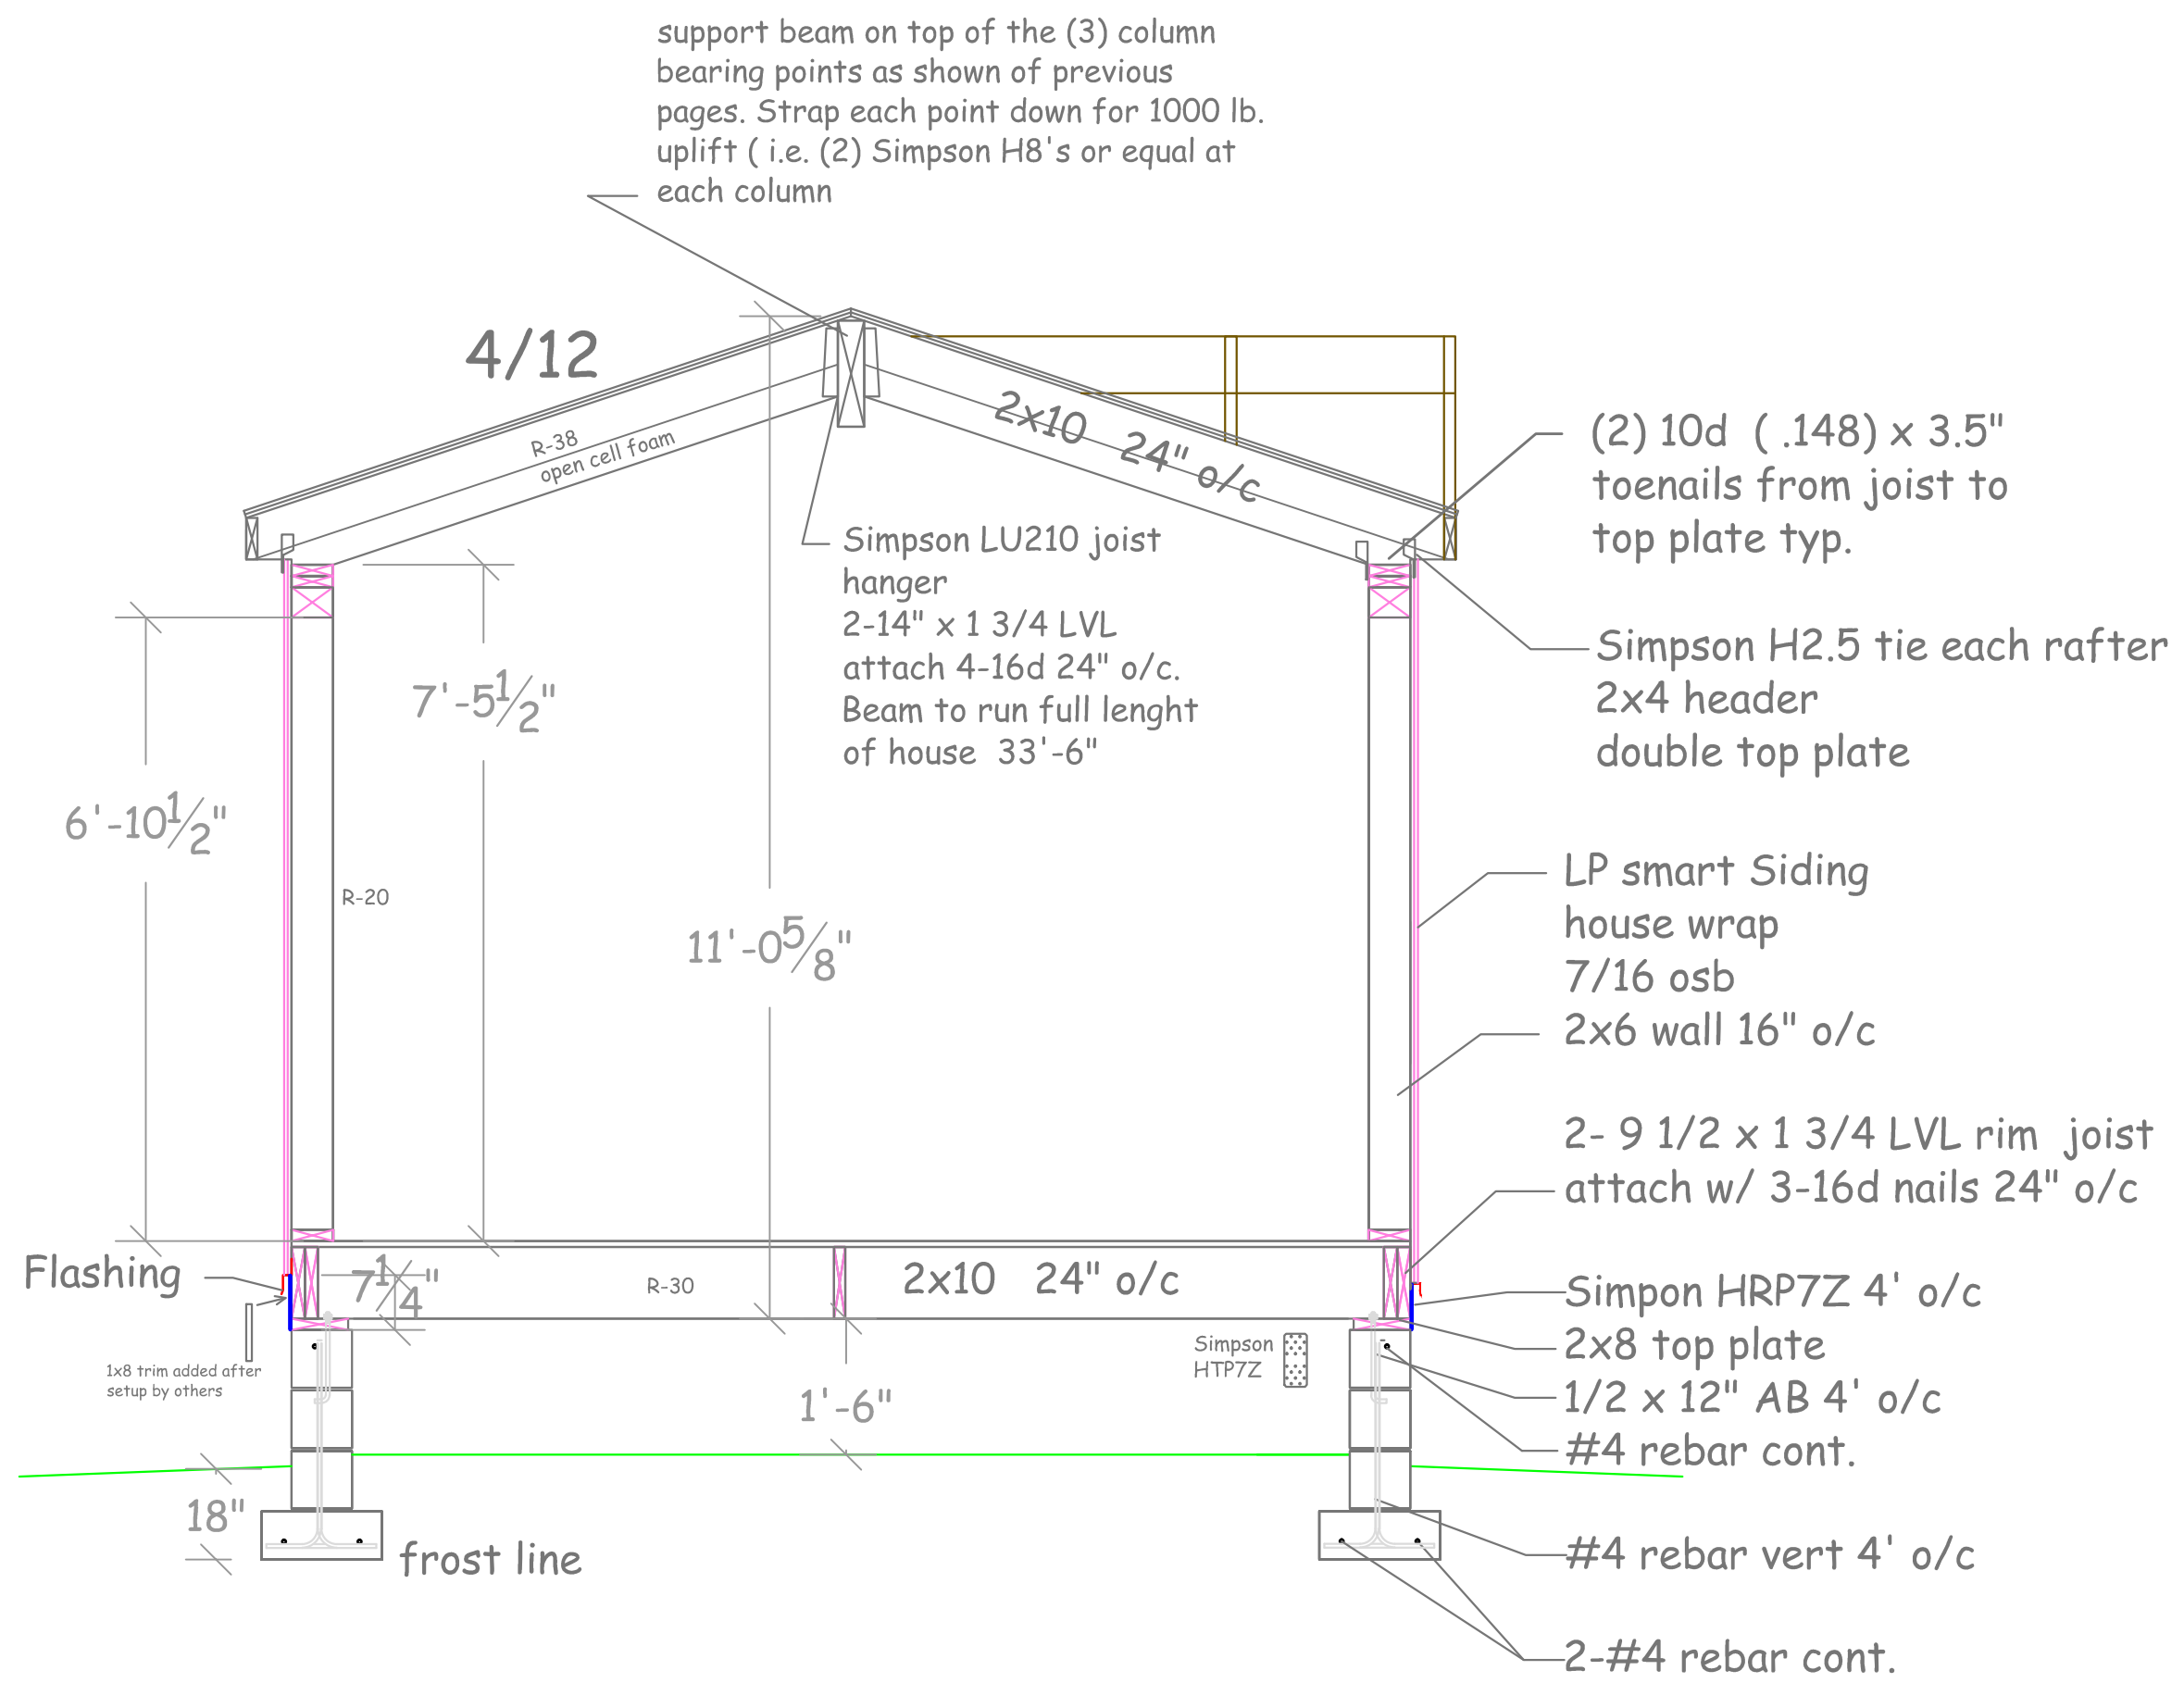 support beam on top of the (3) column
bearing points as shown of previous
pages. Strap each point down for 1000 lb.
uplift ( i.e. (2) Simpson H8's or equal at
each column
4/12
R-38
open cell foam
2x10 24" o/c
(2) 10d ( .148) x 3.5"
toenails from joist to
top plate typ.
Simpson LU210 joist
hanger
2-14" x 1 3/4 LVL
attach 4-16d 24" o/c.
Beam to run full lenght
of house 33'-6"
Simpson H2.5 tie each rafter
2x4 header
double top plate
7'-5 1/2"
6'-10 1/2"
R-20
11'-0 5/8"
LP smart Siding
house wrap
7/16 osb
2x6 wall 16" o/c
2- 9 1/2 x 1 3/4 LVL rim joist
attach w/ 3-16d nails 24" o/c
Flashing
7 1/4"
R-30
2x10 24" o/c
Simpon HRP7Z 4' o/c
2x8 top plate
1/2 x 12" AB 4' o/c
#4 rebar cont.
1x8 trim added after
setup by others
Simpson
HTP7Z
1'-6"
18"
frost line
#4 rebar vert 4' o/c
2-#4 rebar cont.